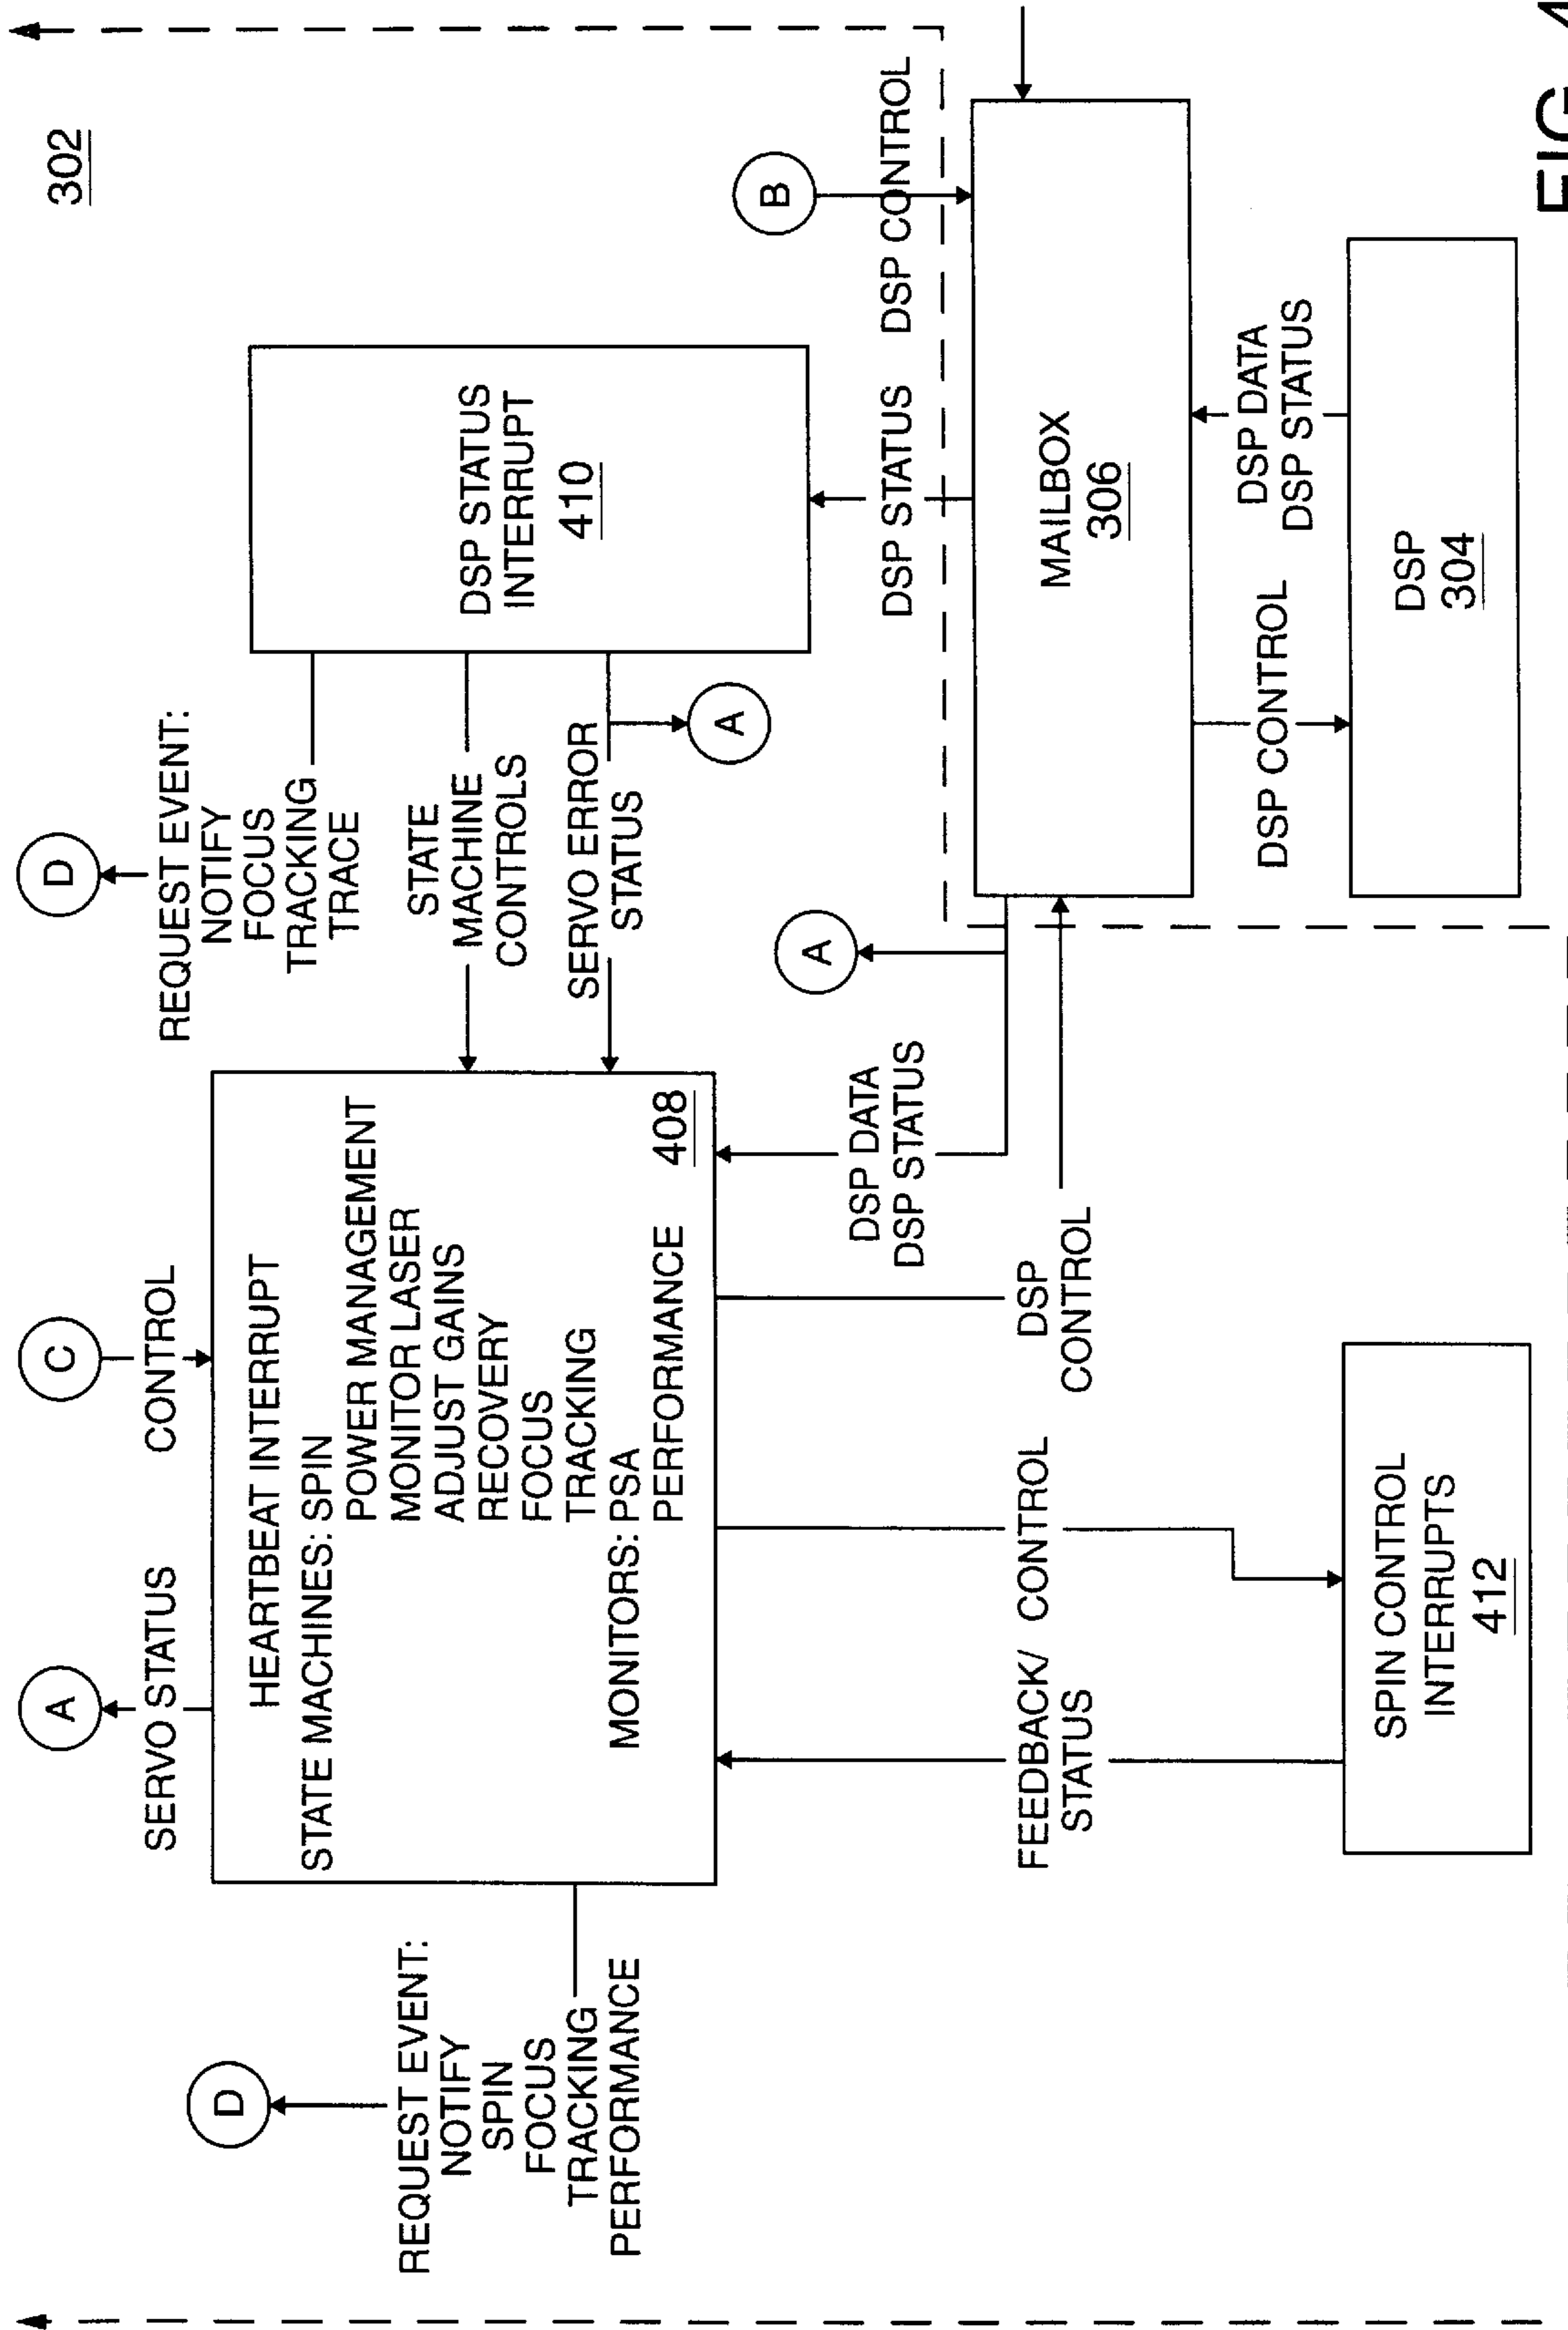 302
D
REQUEST EVENT:
NOTIFY
SPIN
FOCUS
TRACKING
PERFORMANCE
A
SERVO STATUS
C
CONTROL
HEARTBEAT INTERRUPT
STATE MACHINES: SPIN
POWER MANAGEMENT
MONITOR LASER
ADJUST GAINS
RECOVERY
FOCUS
TRACKING
MONITORS: PSA
PERFORMANCE
408
D
REQUEST EVENT:
NOTIFY
FOCUS
TRACKING
TRACE
STATE
MACHINE
CONTROLS
SERVO ERROR
STATUS
A
DSP STATUS
INTERRUPT
410
B
DSP STATUS
DSP CONTROL
A
DSP DATA
DSP STATUS
FEEDBACK/
STATUS
CONTROL
DSP
CONTROL
MAILBOX
306
DSP CONTROL
DSP DATA
DSP STATUS
SPIN CONTROL
INTERRUPTS
412
DSP
304